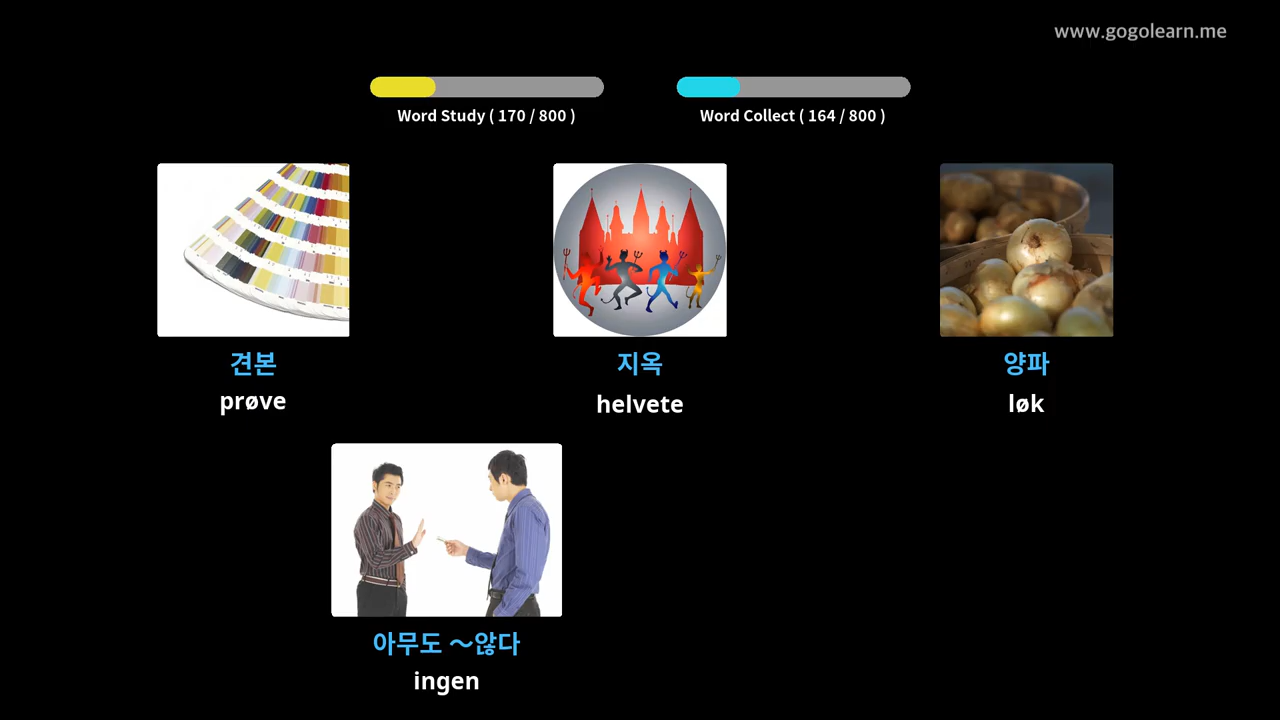 www.gogolearn.me
Word Study ( 170 / 800 )
Word Collect ( 164 / 800 )
견본
prøve
지옥
helvete
양파
løk
아무도 ～않다
ingen